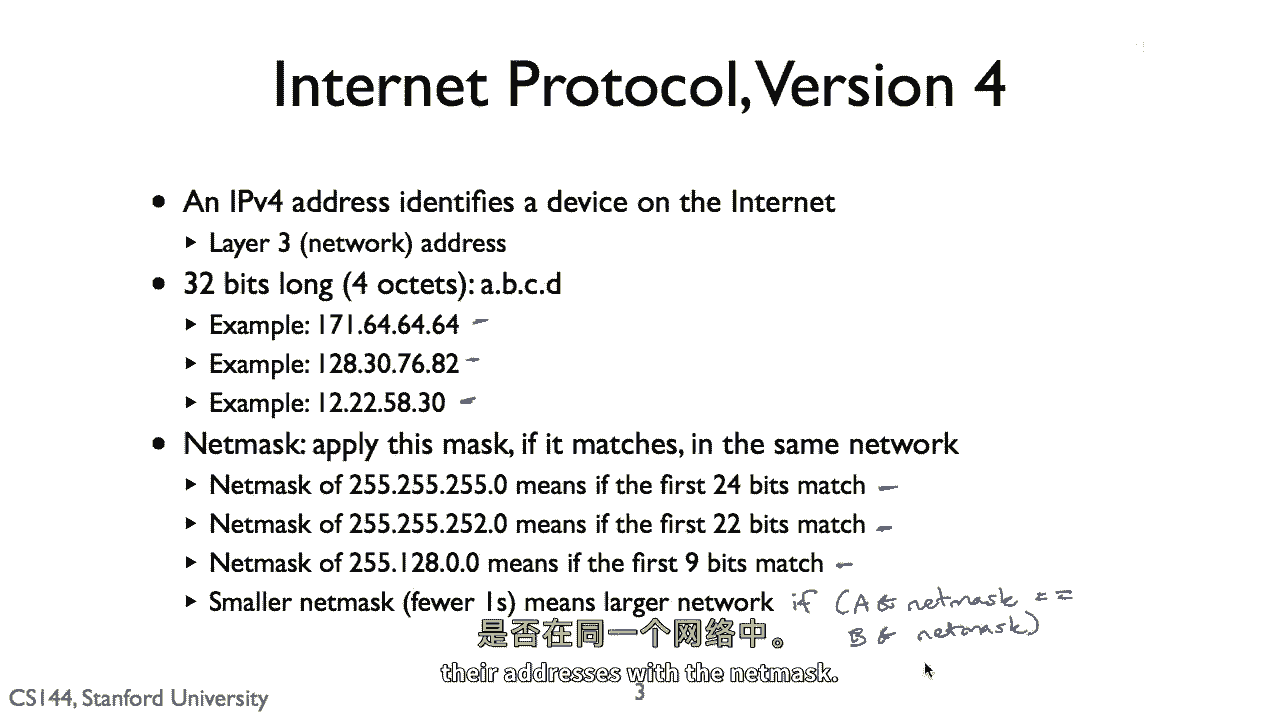 Internet Protocol, Version 4
• An IPv4 address identifies a device on the Internet
‣ Layer 3 (network) address
• 32 bits long (4 octets): a.b.c.d
‣ Example: 171.64.64.64
‣ Example: 128.30.76.82
‣ Example: 12.22.58.30
• Netmask: apply this mask, if it matches, in the same network
‣ Netmask of 255.255.255.0 means if the first 24 bits match
‣ Netmask of 255.255.252.0 means if the first 22 bits match
‣ Netmask of 255.128.0.0 means if the first 9 bits match
‣ Smaller netmask (fewer 1s) means larger network if (A & netmask ==
B & netmask)
是否在同一个网络中。
their addresses with the netmask.
CS144, Stanford University
3